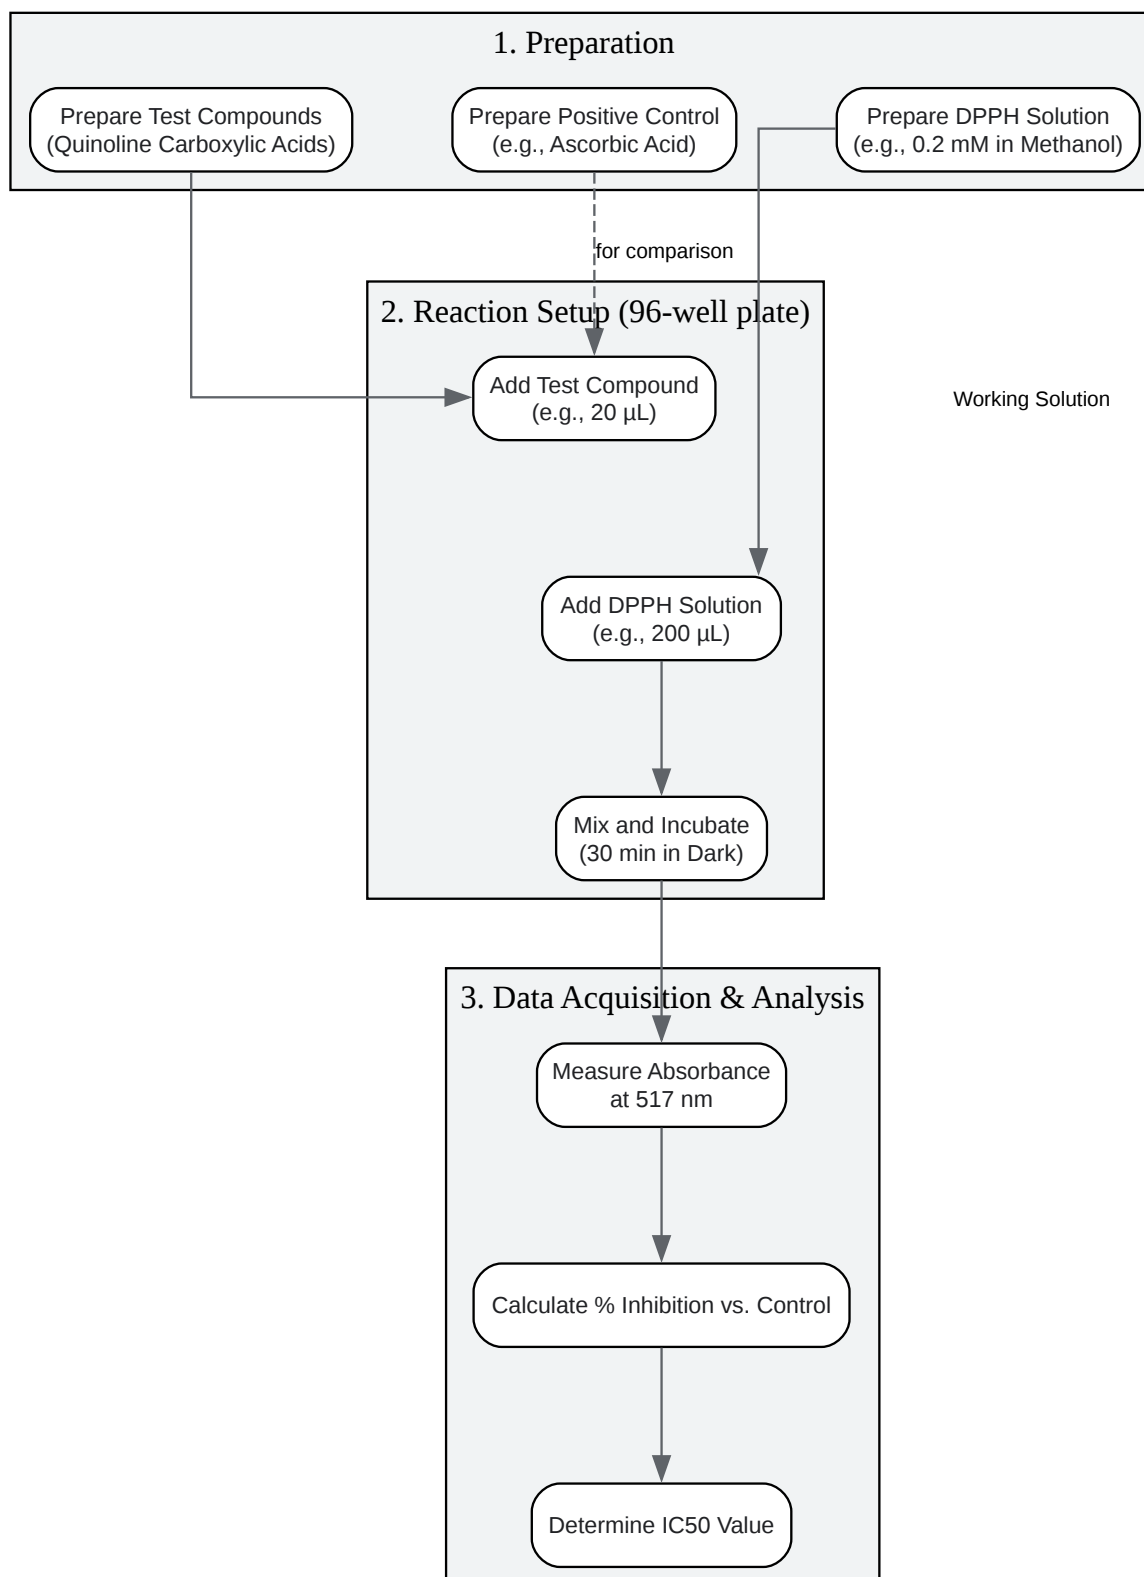 1. Preparation
Prepare Test Compounds
(Quinoline Carboxylic Acids)
Prepare Positive Control
(e.g., Ascorbic Acid)
Prepare DPPH Solution
(e.g., 0.2 mM in Methanol)
for comparison
2. Reaction Setup (96-well plate)
Add Test Compound
(e.g., 20 µL)
Working Solution
Add DPPH Solution
(e.g., 200 µL)
Mix and Incubate
(30 min in Dark)
3. Data Acquisition & Analysis
Measure Absorbance
at 517 nm
Calculate % Inhibition vs. Control
Determine IC50 Value